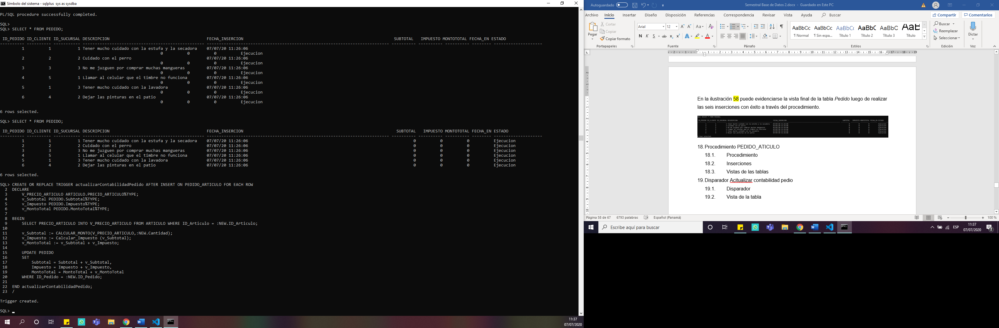 Símbolo del sistema - sqlplus sys as sysdba
PL/SQL procedure successfully completed.
SQL>
SQL> SELECT * FROM PEDIDO;
ID_PEDIDO ID_CLIENTE ID_SUCURSAL DESCRIPCION FECHA_INSERCION SUBTOTAL IMPUESTO MONTOTOTAL FECHA_EN ESTADO
---------- ---------- ----------- -------------------------------------------------- --------------------------------------------------------------------------- ---------- ---------- ---------- -------- --------------------
1 1 1 Tener mucho cuidado con la estufa y la secadora 07/07/20 11:26:06
0 0 0 Ejecucion
2 2 2 Cuidado con el perro 07/07/20 11:26:06
0 0 0 Ejecucion
3 3 3 No me juzguen por comprar muchas mangueras 07/07/20 11:26:06
0 0 0 Ejecucion
4 5 1 Llamar al celular que el timbre no funciona 07/07/20 11:26:06
0 0 0 Ejecucion
5 1 3 Tener mucho cuidado con la lavadora 07/07/20 11:26:06
0 0 0 Ejecucion
6 4 2 Dejar las pinturas en el patio 07/07/20 11:26:06
0 0 0 Ejecucion
6 rows selected.
SQL> SELECT * FROM PEDIDO;
ID_PEDIDO ID_CLIENTE ID_SUCURSAL DESCRIPCION FECHA_INSERCION SUBTOTAL IMPUESTO MONTOTOTAL FECHA_EN ESTADO
---------- ---------- ----------- -------------------------------------------------- --------------------------------------------------------------------------- ---------- ---------- ---------- -------- --------------------
1 1 1 Tener mucho cuidado con la estufa y la secadora 07/07/20 11:26:06 0 0 0 Ejecucion
2 2 2 Cuidado con el perro 07/07/20 11:26:06 0 0 0 Ejecucion
3 3 3 No me juzguen por comprar muchas mangueras 07/07/20 11:26:06 0 0 0 Ejecucion
4 5 1 Llamar al celular que el timbre no funciona 07/07/20 11:26:06 0 0 0 Ejecucion
5 1 3 Tener mucho cuidado con la lavadora 07/07/20 11:26:06 0 0 0 Ejecucion
6 4 2 Dejar las pinturas en el patio 07/07/20 11:26:06 0 0 0 Ejecucion
6 rows selected.
SQL> CREATE OR REPLACE TRIGGER actualizarContabilidadPedido AFTER INSERT ON PEDIDO_ARTICULO FOR EACH ROW
2 DECLARE
3 V_PRECIO_ARTICULO ARTICULO.PRECIO_ARTICULO%TYPE;
4 v_Subtotal PEDIDO.Subtotal%TYPE;
5 v_Impuesto PEDIDO.Impuesto%TYPE;
6 v_MontoTotal PEDIDO.MontoTotal%TYPE;
7
8 BEGIN
9 SELECT PRECIO_ARTICULO INTO V_PRECIO_ARTICULO FROM ARTICULO WHERE ID_Articulo = :NEW.ID_Articulo;
10
11 v_Subtotal := CALCULAR_MONTO(V_PRECIO_ARTICULO,:NEW.Cantidad);
12 v_Impuesto := Calcular_Impuesto (v_Subtotal);
13 v_MontoTotal := v_Subtotal + v_Impuesto;
14
15 UPDATE PEDIDO
16 SET
17 Subtotal = Subtotal + v_Subtotal,
18 Impuesto = Impuesto + v_Impuesto,
19 MontoTotal = MontoTotal + v_MontoTotal
20 WHERE ID_Pedido = :NEW.ID_Pedido;
21
22 END actualizarContabilidadPedido;
23 /
Trigger created.
SQL>
11:37
07/07/2020
Autoguardado
Semestral Base de Datos 2.docx - Guardado en Este PC
Archivo Inicio Insertar Diseño Disposición Referencias Correspondencia Revisar Vista Ayuda Buscar Compartir Comentarios
Pegar
Cortar
Copiar
Copiar formato
Portapapeles
Arial 12
N K S ab x₂ x²
Fuente
Párrafo
AaBbCc AaBbCc AaBbCc AaBbC AaBbC AaB
¶ Normal ¶ Sin espa... Título 1 Título 2 Título 3 Título
Estilos
Buscar
Reemplazar
Seleccionar
Edición
Dictar
Voz
2 1 1 2 3 4 5 6 7 8 9 10 11 12 13 14 15 16 17 18 19
En la ilustración 58 puede evidenciarse la vista final de la tabla Pedido luego de realizar
las seis inserciones con éxito a través del procedimiento.
18. Procedimiento PEDIDO_ATICULO
18.1. Procedimiento
18.2. Inserciones
18.3. Vistas de las tablas
19. Disparador Acitualizar contabilidad pedio
19.1. Disparador
19.2. Vista de la tabla
Página 58 de 67 6793 palabras Español (Panamá) 100 %
Escribe aquí para buscar
ESP
11:37
07/07/2020
2